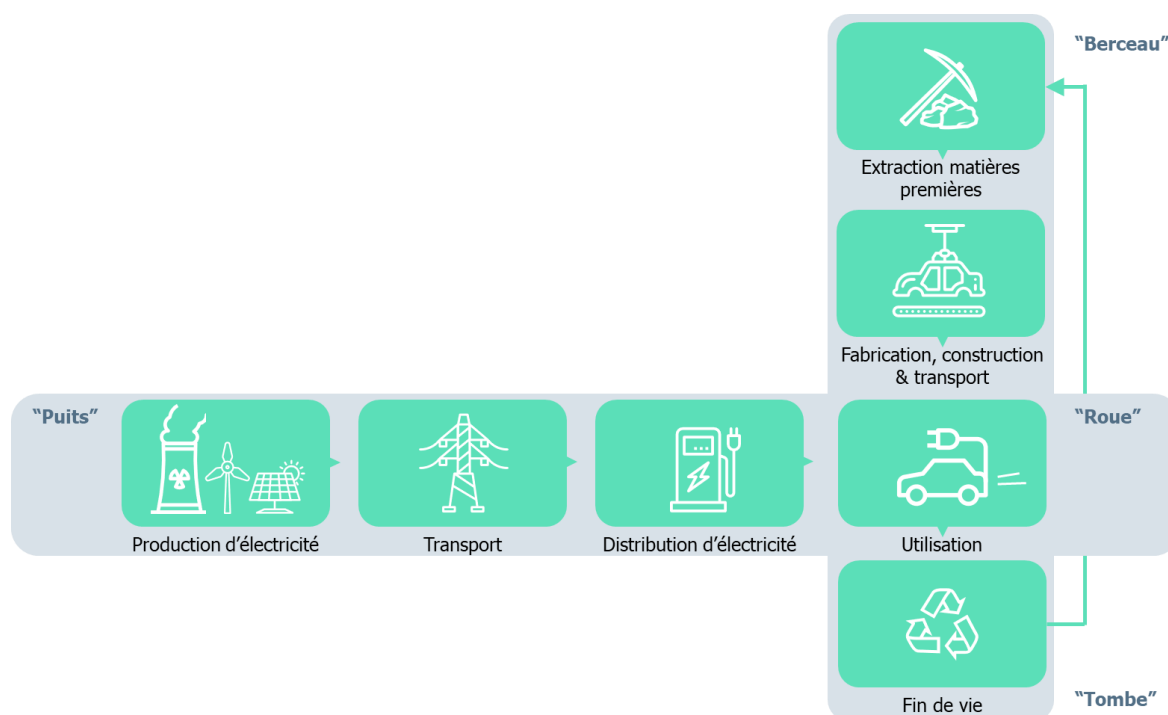 “Berceau”
Extraction matières
premières
Fabrication, construction
& transport
“Puits”
“Roue”
Production d’électricité
Transport
Distribution d’électricité
Utilisation
Fin de vie
“Tombe”